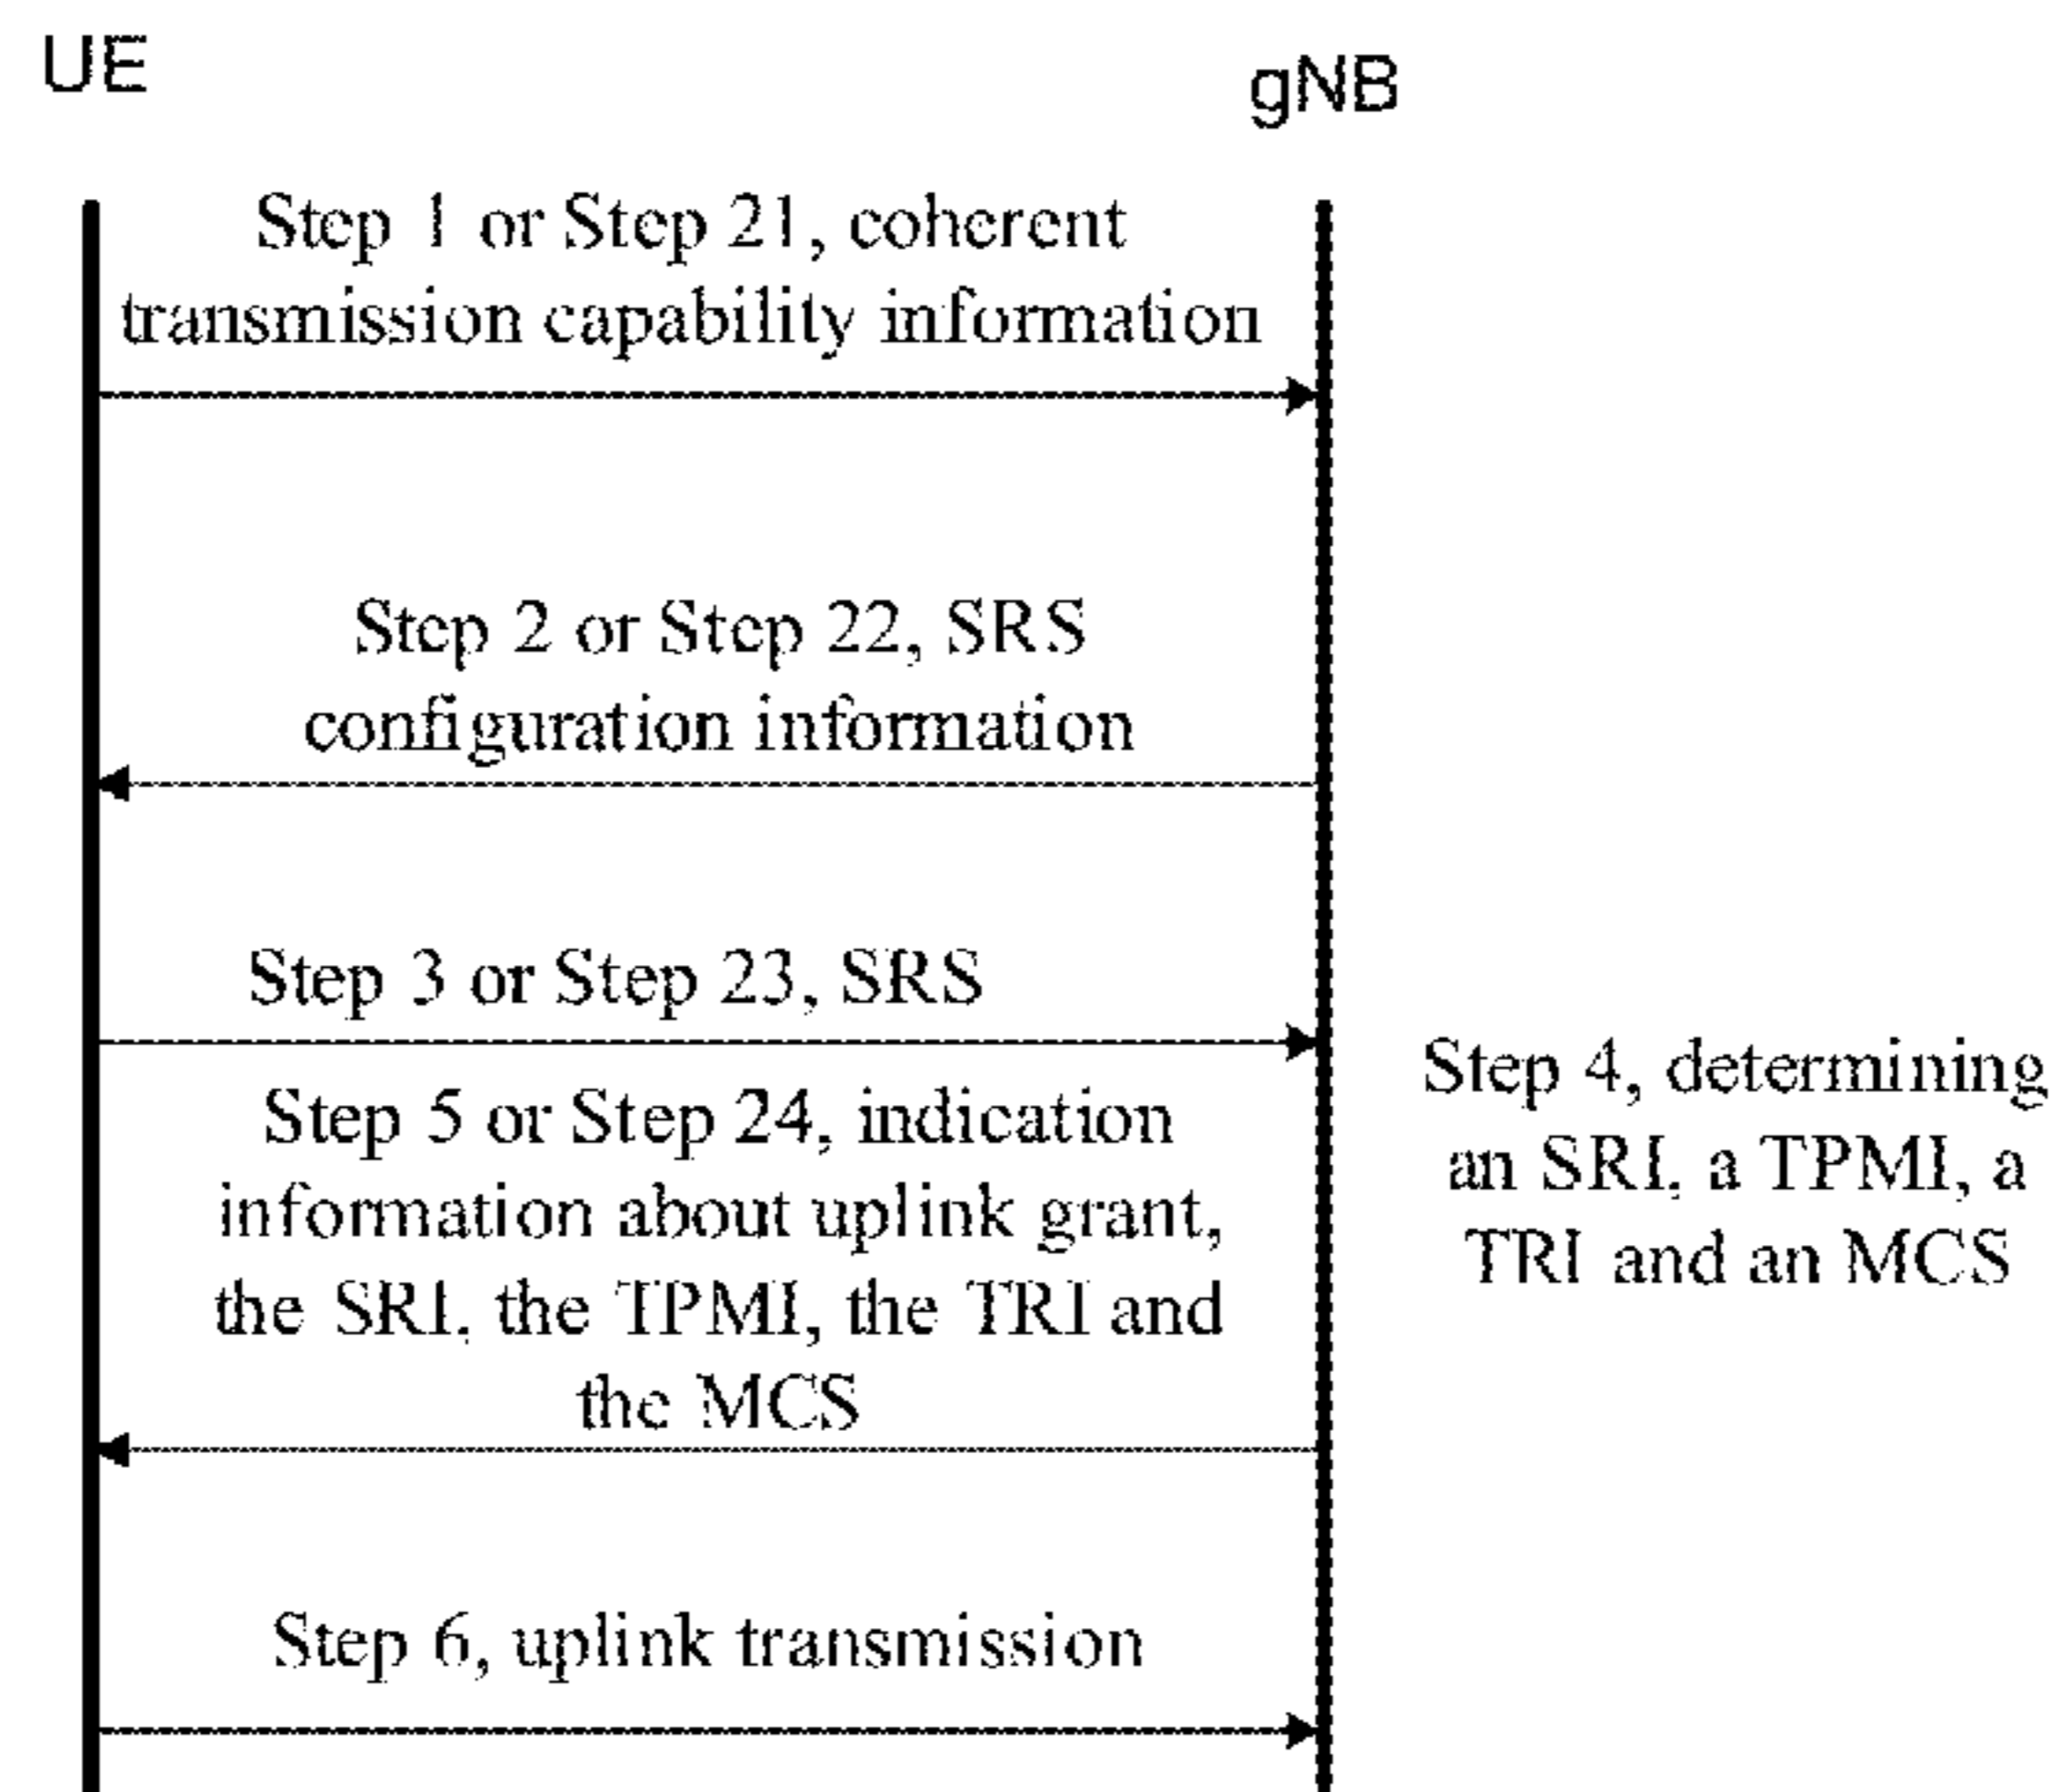 UE
gNB
Step 1 or Step 21, coherent
transmission capability information
Step 2 or Step 22, SRS
configuration information
Step 3 or Step 23, SRS
Step 4, determining
an SRI, a TPMI, a
TRI and an MCS
Step 5 or Step 24, indication
information about uplink grant,
the SRI, the TPMI, the TRI and
the MCS
Step 6, uplink transmission